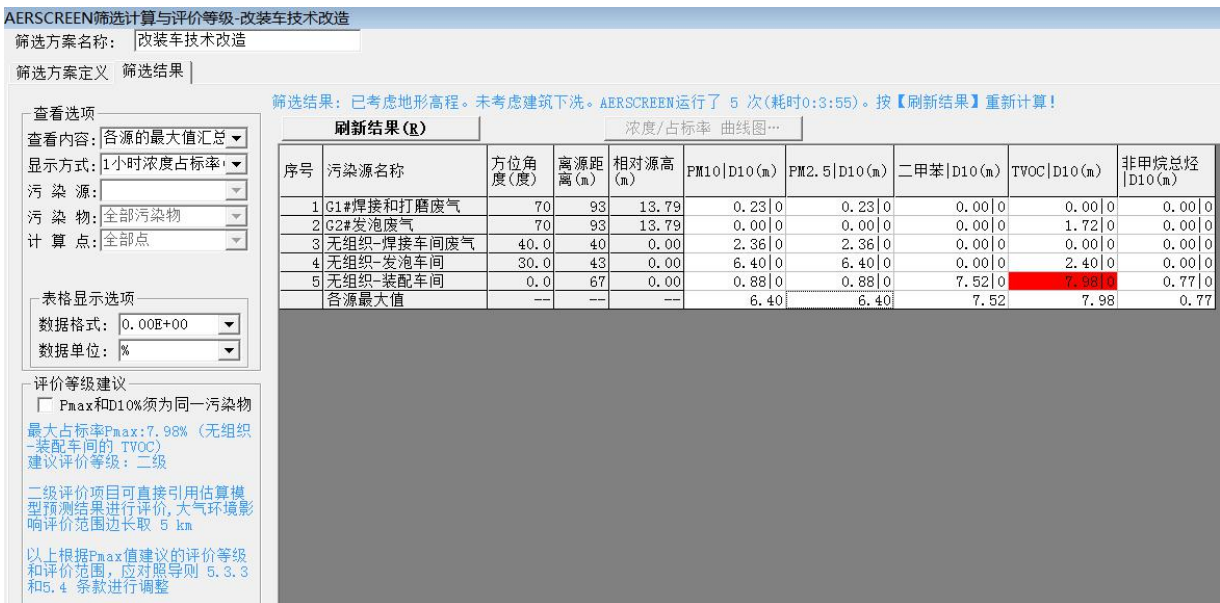 AERSCREEN筛选计算与评价等级-改装车技术改造
筛选方案名称： 改装车技术改造
筛选方案定义 筛选结果
筛选结果：已考虑地形高程。未考虑建筑下洗。AERSCREEN运行了 5 次(耗时0:3:55)。按【刷新结果】重新计算！
查看选项
查看内容：各源的最大值汇总
显示方式：1小时浓度占标率
污 染 源：
污 染 物：全部污染物
计 算 点：全部点
刷新结果(R) 浓度/占标率 曲线图…
序号 污染源名称 方位角度(度) 离源距离(m) 相对源高(m) PM10|D10(m) PM2.5|D10(m) 二甲苯|D10(m) TVOC|D10(m) 非甲烷总烃|D10(m)
1 G1#焊接和打磨废气 70 93 13.79 0.23|0 0.23|0 0.00|0 0.00|0 0.00|0
2 G2#发泡废气 70 93 13.79 0.00|0 0.00|0 0.00|0 1.72|0 0.00|0
3 无组织-焊接车间废气 40.0 40 0.00 2.36|0 2.36|0 0.00|0 0.00|0 0.00|0
4 无组织-发泡车间 30.0 43 0.00 6.40|0 6.40|0 0.00|0 2.40|0 0.00|0
5 无组织-装配车间 0.0 67 0.00 0.88|0 0.88|0 7.52|0 7.98|0 0.77|0
各源最大值 -- -- -- 6.40 6.40 7.52 7.98 0.77
表格显示选项
数据格式：0.00E+00
数据单位：%
评价等级建议
Pmax和D10%须为同一污染物
最大占标率Pmax:7.98% (无组织
-装配车间的 TVOC)
建议评价等级：二级
二级评价项目可直接引用估算模
型预测结果进行评价,大气环境影
响评价范围边长取 5 km
以上根据Pmax值建议的评价等级
和评价范围，应对照导则 5.3.3
和5.4 条款进行调整